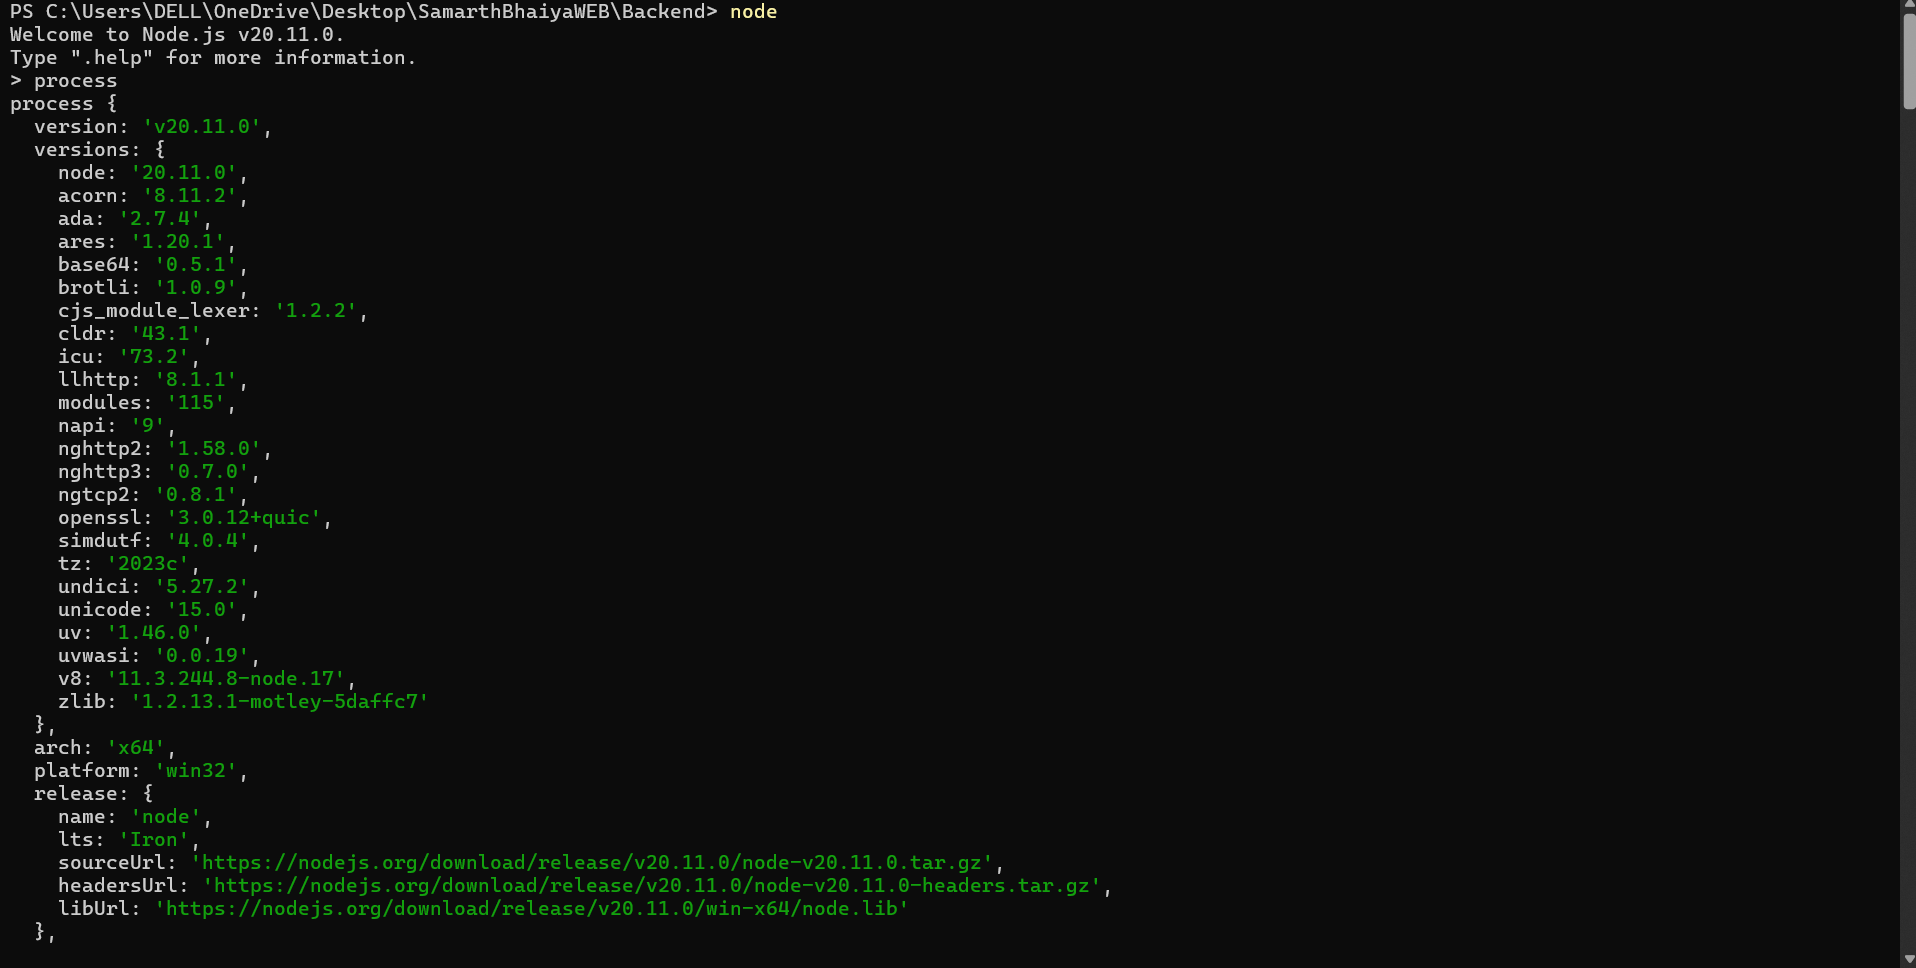 PS C:\Users\DELL\OneDrive\Desktop\SamarthBhaiyaWEB\Backend> node
Welcome to Node.js v20.11.0.
Type ".help" for more information.
> process
process {
  version: 'v20.11.0',
  versions: {
    node: '20.11.0',
    acorn: '8.11.2',
    ada: '2.7.4',
    ares: '1.20.1',
    base64: '0.5.1',
    brotli: '1.0.9',
    cjs_module_lexer: '1.2.2',
    cldr: '43.1',
    icu: '73.2',
    llhttp: '8.1.1',
    modules: '115',
    napi: '9',
    nghttp2: '1.58.0',
    nghttp3: '0.7.0',
    ngtcp2: '0.8.1',
    openssl: '3.0.12+quic',
    simdutf: '4.0.4',
    tz: '2023c',
    undici: '5.27.2',
    unicode: '15.0',
    uv: '1.46.0',
    uvwasi: '0.0.19',
    v8: '11.3.244.8-node.17',
    zlib: '1.2.13.1-motley-5daffc7'
  },
  arch: 'x64',
  platform: 'win32',
  release: {
    name: 'node',
    lts: 'Iron',
    sourceUrl: 'https://nodejs.org/download/release/v20.11.0/node-v20.11.0.tar.gz',
    headersUrl: 'https://nodejs.org/download/release/v20.11.0/node-v20.11.0-headers.tar.gz',
    libUrl: 'https://nodejs.org/download/release/v20.11.0/win-x64/node.lib'
  },